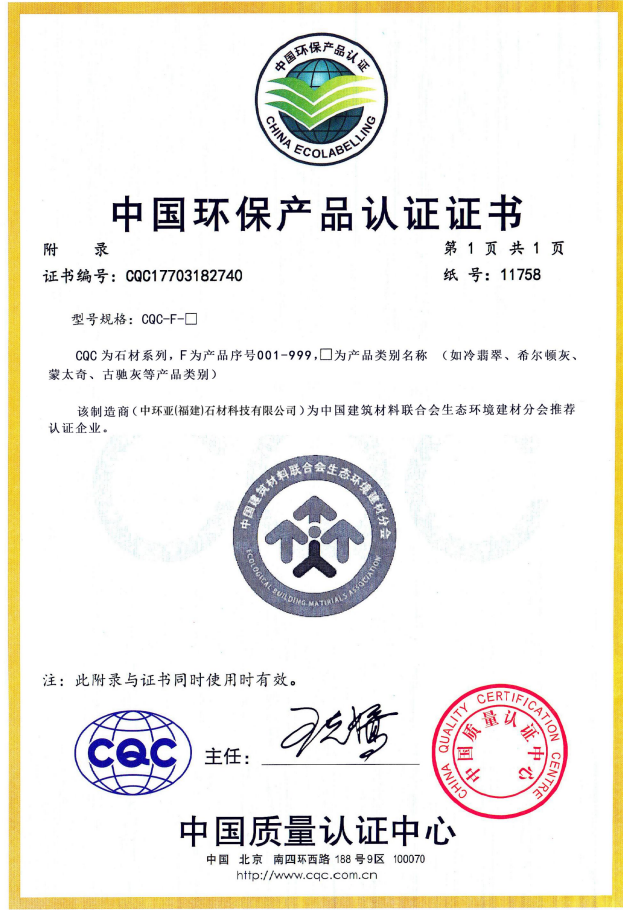 中国环保产品认证
CHINA ECOLABELLING
中国环保产品认证证书
附 录
第 1 页 共 1 页
证书编号：CQC17703182740
纸 号：11758
型号规格：CQC-F-□
CQC 为石材系列，F为产品序号001-999，□为产品类别名称 （如冷翡翠、希尔顿灰、
蒙太奇、古驰灰等产品类别）
该制造商（中环亚(福建)石材科技有限公司）为中国建筑材料联合会生态环境建材分会推荐
认证企业。
中国建筑材料联合会生态环境建材分会
ECOLOGICAL BUILDING MATIRIALS ASSOCIATION
注：此附录与证书同时使用时有效。
CQC
主任：
CHINA QUALITY CERTIFICATION CENTRE
中国质量认证中心
中国质量认证中心
中国 北京 南四环西路 188 号9区 100070
http://www.cqc.com.cn